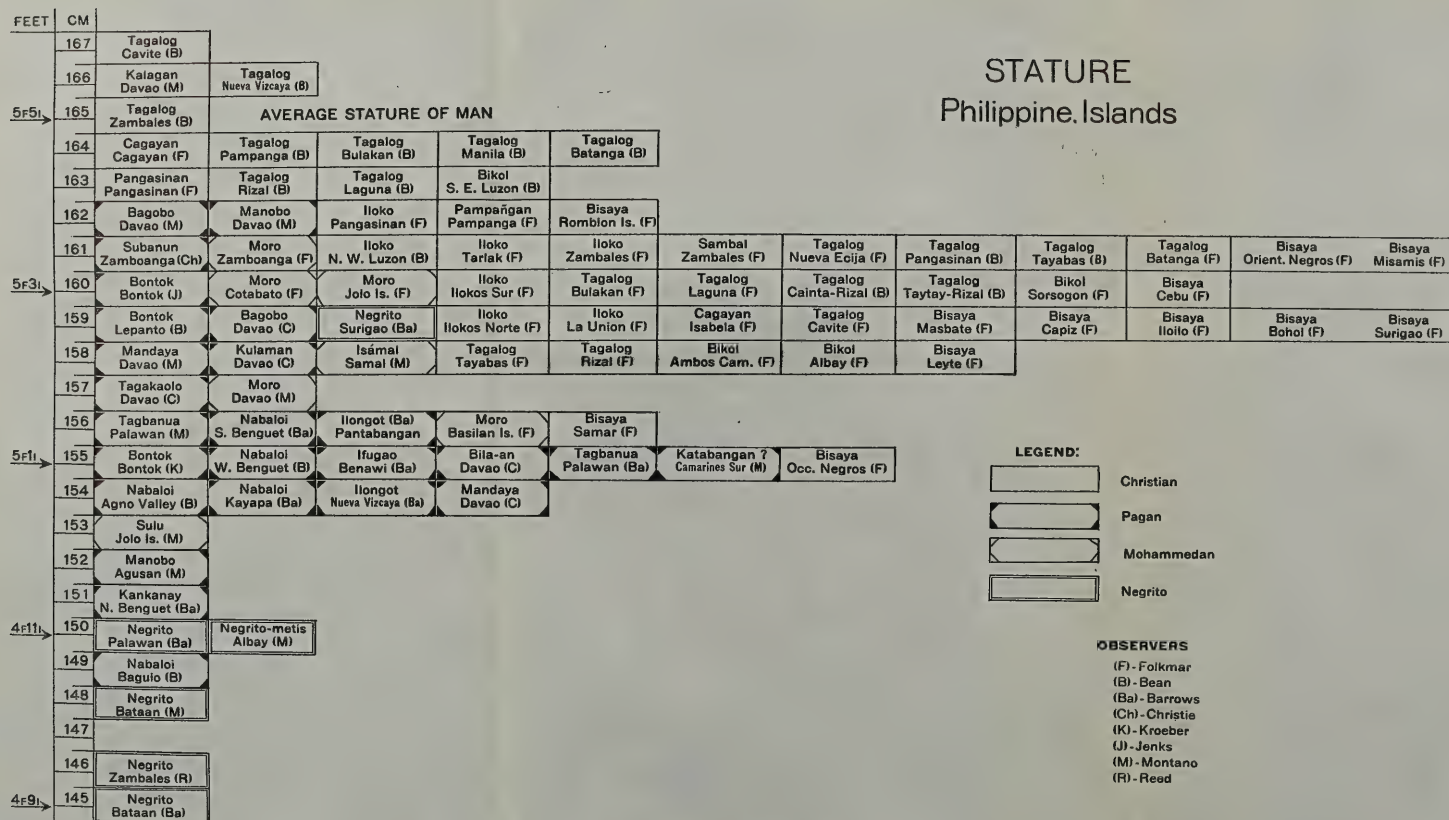 STATURE
Philippine.Islands
FEET CM
167 Tagalog
Cavite (B)
166 Kalagan Tagalog
Davao (M) Nueva Vizcaya (B)
5F5I 165 Tagalog AVERAGE STATURE OF MAN
Zambales (B)
164 Cagayan Tagalog Tagalog Tagalog Tagalog
Cagayan (F) Pampanga (B) Bulakan (B) Manila (B) Batanga (B)
163 Pangasinan Tagalog Tagalog Bikol
Pangasinan (F) Rizal (B) Laguna (B) S. E. Luzon (B)
162 Bagobo Manobo Iloko Pampañgan Bisaya
Davao (M) Davao (M) Pangasinan (F) Pampanga (F) Romblon Is. (F)
161 Subanun Moro Iloko Iloko Iloko Sambal Tagalog Tagalog Tagalog Tagalog Bisaya Bisaya
Zamboanga (Ch) Zamboanga (F) N. W. Luzon (B) Tarlak (F) Zambales (F) Zambales (F) Nueva Ecija (F) Pangasinan (B) Tayabas (B) Batanga (F) Orient. Negros (F) Misamis (F)
5F3I 160 Bontok Moro Moro Iloko Tagalog Tagalog Tagalog Tagalog Bikol Bisaya
Bontok (J) Cotabato (F) Jolo Is. (F) Ilokos Sur (F) Bulakan (F) Laguna (F) Cainta-Rizal (B) Taytay-Rizal (B) Sorsogon (F) Cebu (F)
159 Bontok Bagobo Negrito Iloko Iloko Cagayan Tagalog Bisaya Bisaya Bisaya Bisaya Bisaya
Lepanto (B) Davao (C) Surigao (Ba) Ilokos Norte (F) La Union (F) Isabela (F) Cavite (F) Masbate (F) Capiz (F) Iloilo (F) Bohol (F) Surigao (F)
158 Mandaya Kulaman Isámal Tagalog Tagalog Bikol Bikol Bisaya
Davao (M) Davao (C) Samal (M) Tayabas (F) Rizal (F) Ambos Cam. (F) Albay (F) Leyte (F)
157 Tagakaolo Moro
Davao (C) Davao (M)
156 Tagbanua Nabaloi Ilongot (Ba) Moro Bisaya
Palawan (M) S. Benguet (Ba) Pantabangan Basilan Is. (F) Samar (F)
5F1I 155 Bontok Nabaloi Ifugao Bila-an Tagbanua Katabangan ? Bisaya
Bontok (K) W. Benguet (B) Benawi (Ba) Davao (C) Palawan (Ba) Camarines Sur (M) Occ. Negros (F)
154 Nabaloi Nabaloi Ilongot Mandaya
Agno Valley (B) Kayapa (Ba) Nueva Vizcaya (Ba) Davao (C)
153 Sulu
Jolo Is. (M)
152 Manobo
Agusan (M)
151 Kankanay
N. Benguet (Ba)
4F11I 150 Negrito Negrito-metis
Palawan (Ba) Albay (M)
149 Nabaloi
Baguio (B)
148 Negrito
Bataan (M)
147
146 Negrito
Zambales (R)
4F9I 145 Negrito
Bataan (Ba)
LEGEND:
Christian
Pagan
Mohammedan
Negrito
OBSERVERS
(F)-Folkmar
(B)-Bean
(Ba)-Barrows
(Ch)-Christie
(K)-Kroeber
(J)-Jenks
(M)-Montano
(R)-Reed